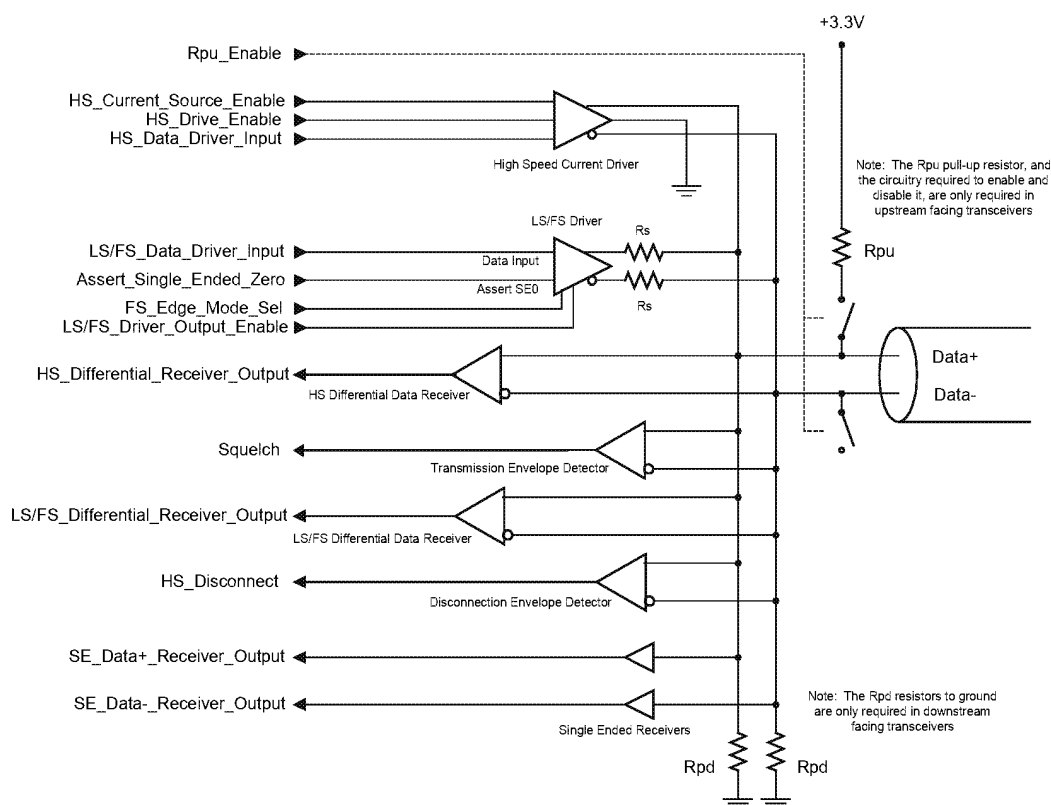 +3.3V
Rpu_Enable
HS_Current_Source_Enable
HS_Drive_Enable
HS_Data_Driver_Input
High Speed Current Driver
Note: The Rpu pull-up resistor, and
the circuitry required to enable and
disable it, are only required in
upstream facing transceivers
LS/FS Driver
Rs
LS/FS_Data_Driver_Input
Data Input
Rpu
Assert_Single_Ended_Zero
Assert SE0
Rs
FS_Edge_Mode_Sel
LS/FS_Driver_Output_Enable
Data+
HS_Differential_Receiver_Output
HS Differential Data Receiver
Data-
Squelch
Transmission Envelope Detector
LS/FS_Differential_Receiver_Output
LS/FS Differential Data Receiver
HS_Disconnect
Disconnection Envelope Detector
SE_Data+_Receiver_Output
SE_Data-_Receiver_Output
Single Ended Receivers
Note: The Rpd resistors to ground
are only required in downstream
facing transceivers
Rpd
Rpd